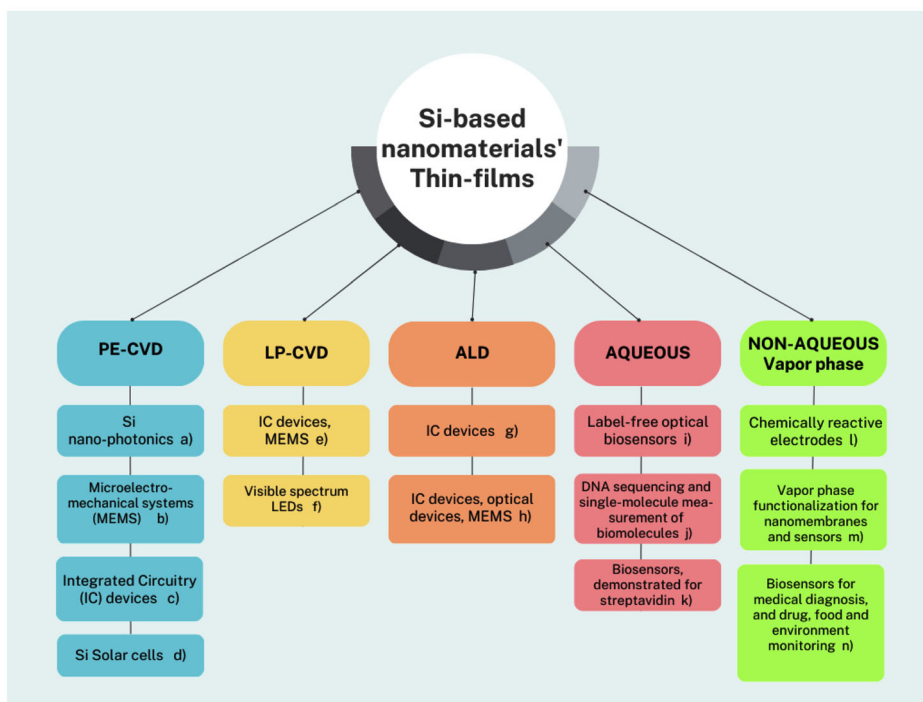 Si-based
nanomaterials'
Thin-films
PE-CVD
Si
nano-photonics a)
Microelectro-
mechanical systems
(MEMS) b)
Integrated Circuitry
(IC) devices c)
Si Solar cells d)
LP-CVD
IC devices,
MEMS e)
Visible spectrum
LEDs f)
ALD
IC devices g)
IC devices, optical
devices, MEMS h)
AQUEOUS
Label-free optical
biosensors i)
DNA sequencing and
single-molecule mea-
surement of
biomolecules j)
Biosensors,
demonstrated for
streptavidin k)
NON-AQUEOUS
Vapor phase
Chemically reactive
electrodes l)
Vapor phase
functionalization for
nanomembranes
and sensors m)
Biosensors for
medical diagnosis,
and drug, food and
environment
monitoring n)